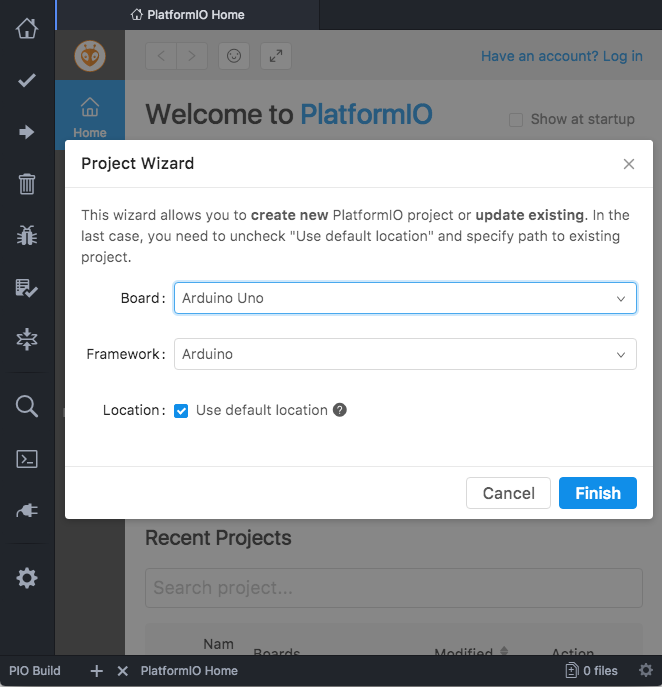 PlatformIO Home
Have an account? Log in
Welcome to PlatformIO
Show at startup
Home
Project Wizard
This wizard allows you to create new PlatformIO project or update existing. In the
last case, you need to uncheck "Use default location" and specify path to existing
project.
Board: Arduino Uno
Framework: Arduino
Location: Use default location ?
Cancel Finish
Recent Projects
Search project...
Nam Boards Modified Action
PIO Build PlatformIO Home 0 files